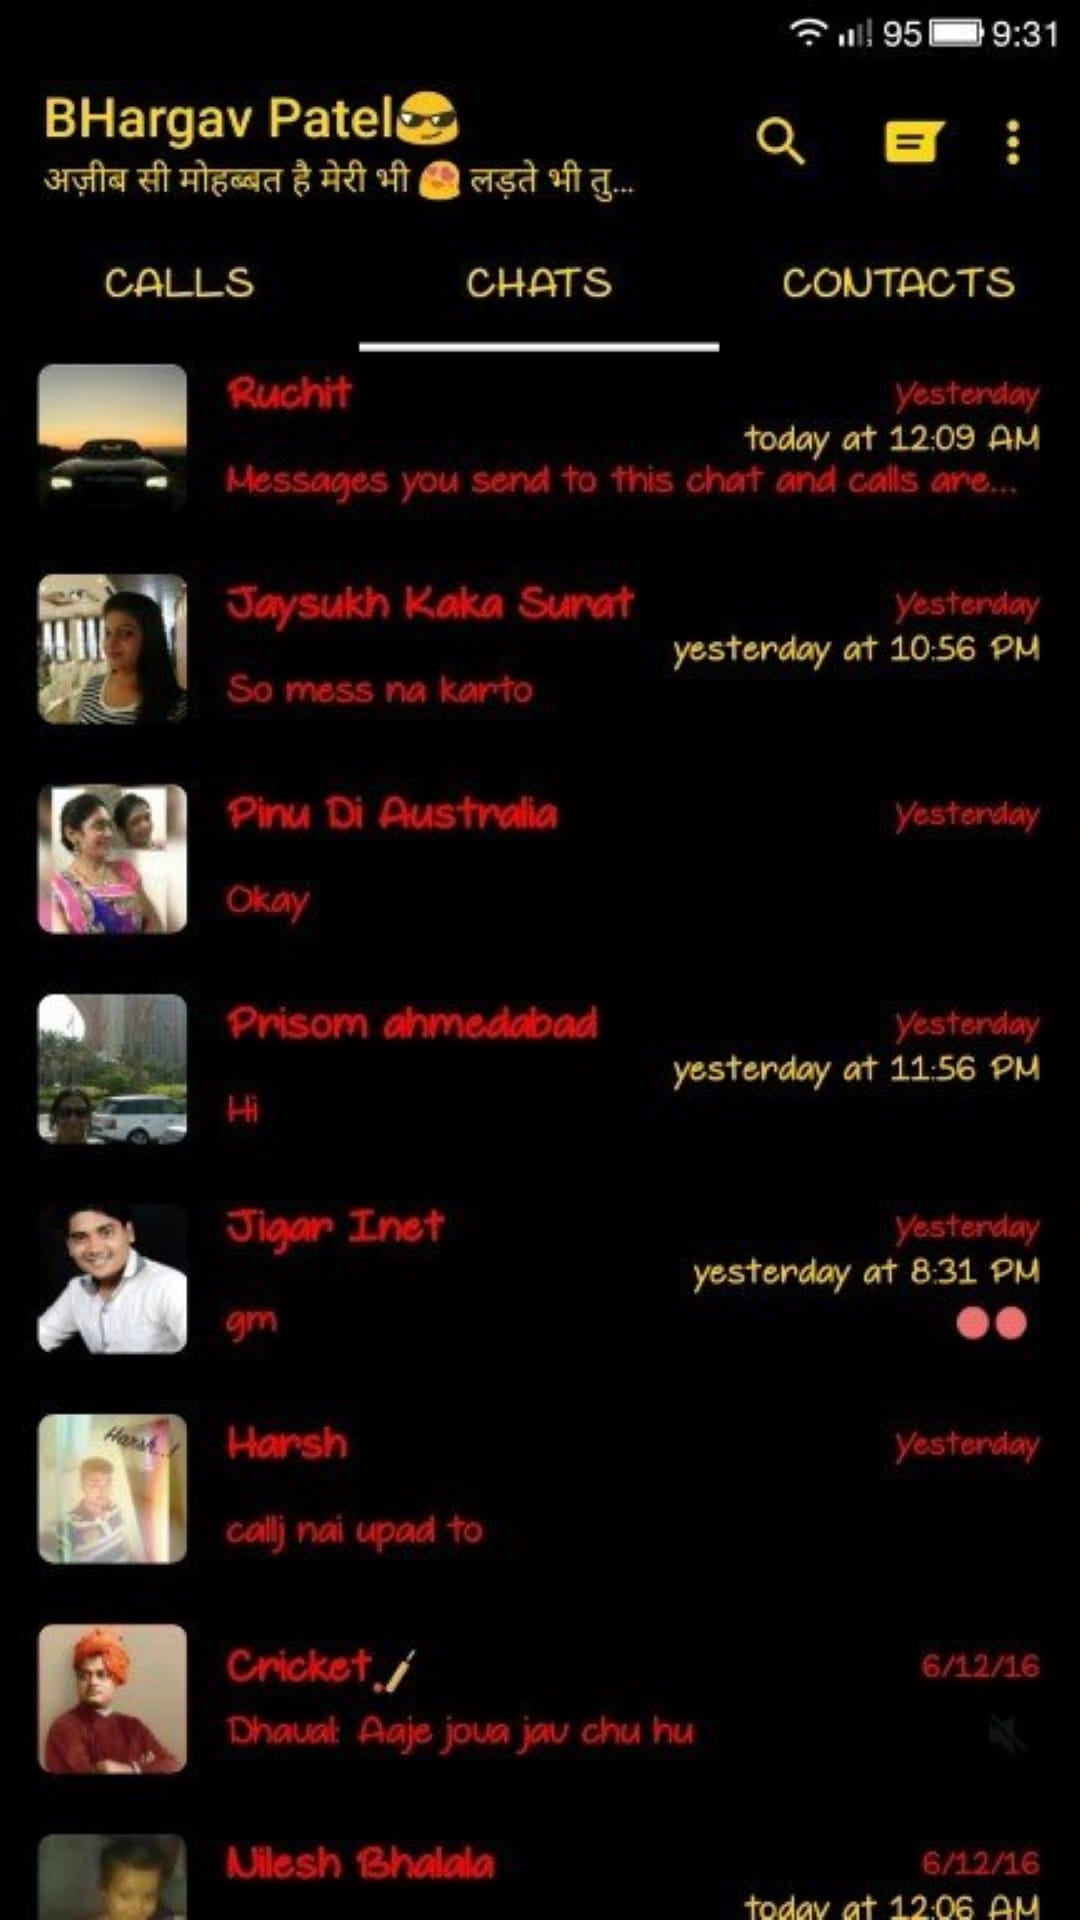 95 9:31
BHargav Patel😎
अज़ीब सी मोहब्बत है मेरी भी 😍 लड़ते भी तु...
CALLS CHATS CONTACTS
Ruchit Yesterday
today at 12:09 AM
Messages you send to this chat and calls are...
Jaysukh Kaka Surat Yesterday
yesterday at 10:56 PM
So mess na karto
Pinu Di Australia Yesterday
Okay
Prisom ahmedabad Yesterday
yesterday at 11:56 PM
Hi
Jigar Inet Yesterday
yesterday at 8:31 PM
gm
Harsh..!
Harsh Yesterday
callj nai upad to
Cricket🏏 6/12/16
Dhaval: Aaje joua jav chu hu
Nilesh Bhalala 6/12/16
today at 12:06 AM